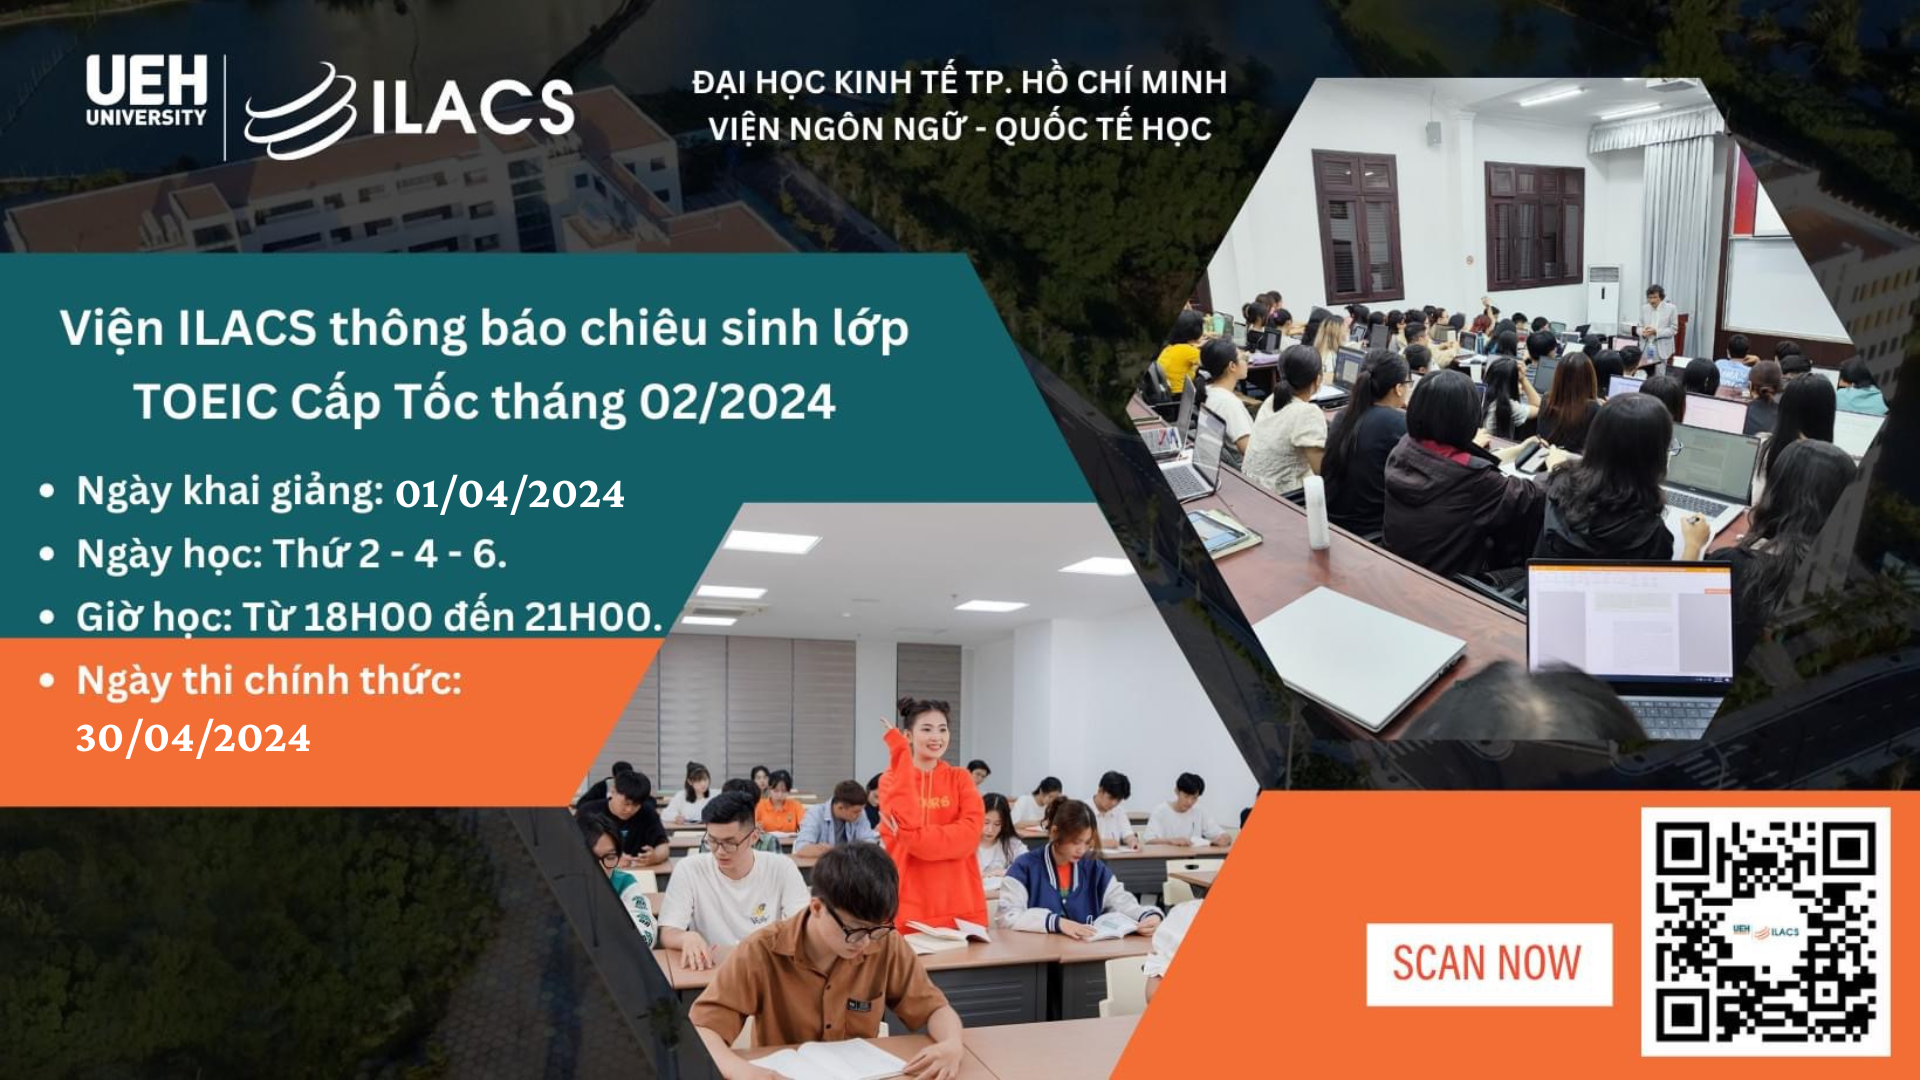 UEH
UNIVERSITY
ILACS
ĐẠI HỌC KINH TẾ TP. HỒ CHÍ MINH
VIỆN NGÔN NGỮ - QUỐC TẾ HỌC
Viện ILACS thông báo chiêu sinh lớp
TOEIC Cấp Tốc tháng 02/2024
• Ngày khai giảng: 01/04/2024
• Ngày học: Thứ 2 - 4 - 6.
• Giờ học: Từ 18H00 đến 21H00.
• Ngày thi chính thức:
30/04/2024
SCAN NOW
UEH ILACS